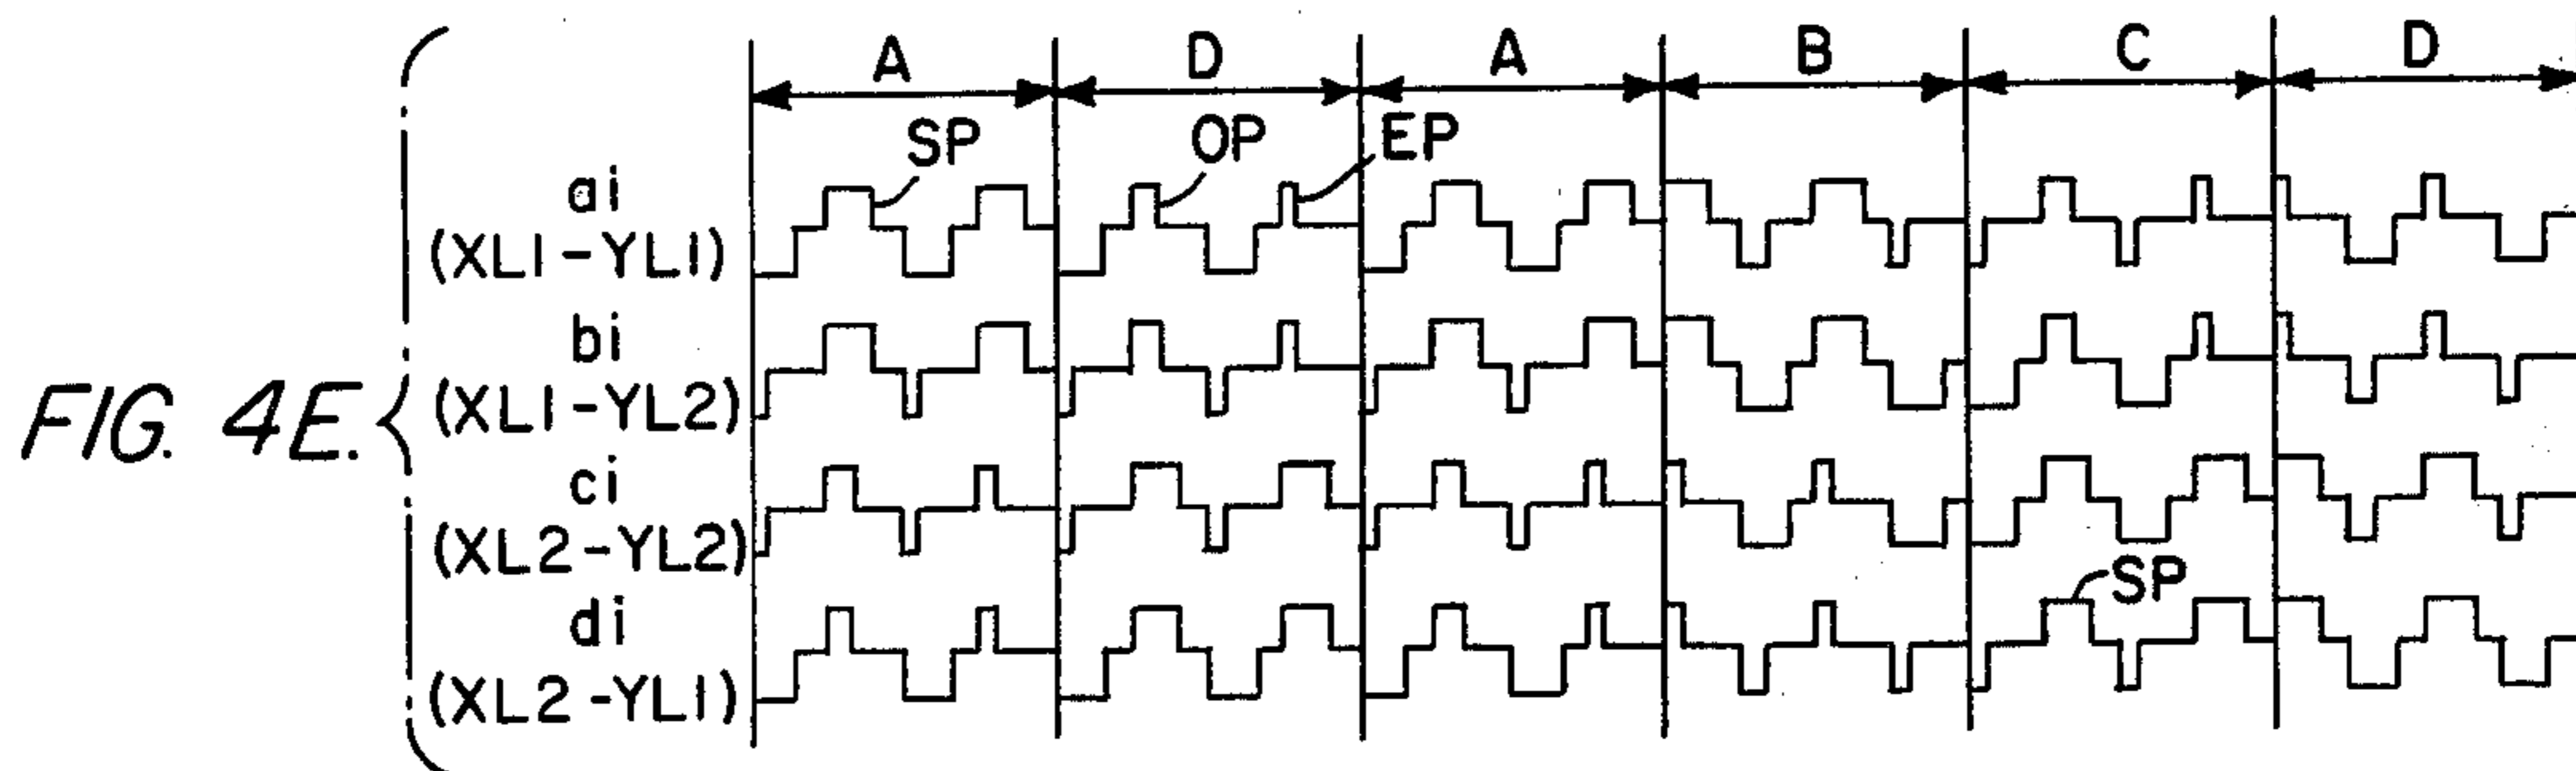 A D A B C D
SP OP EP
ai
(XL1-YL1)
bi
(XL1-YL2)
FIG. 4E.
ci
(XL2-YL2)
SP
di
(XL2-YL1)